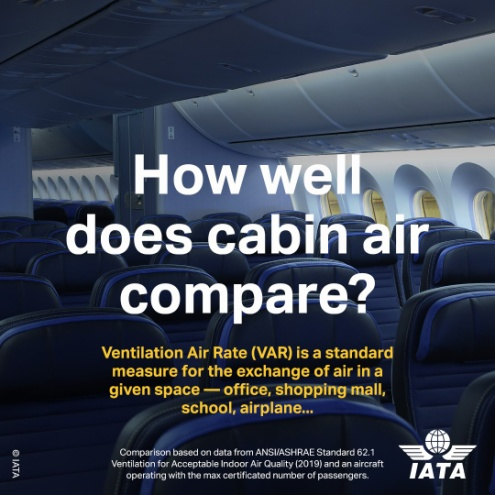 How well
does cabin air
compare?
Ventilation Air Rate (VAR) is a standard
measure for the exchange of air in a
given space — office, shopping mall,
school, airplane...
Comparison based on data from ANSI/ASHRAE Standard 62.1
Ventilation for Acceptable Indoor Air Quality (2019) and an aircraft
operating with the max certificated number of passengers.
IATA
© IATA